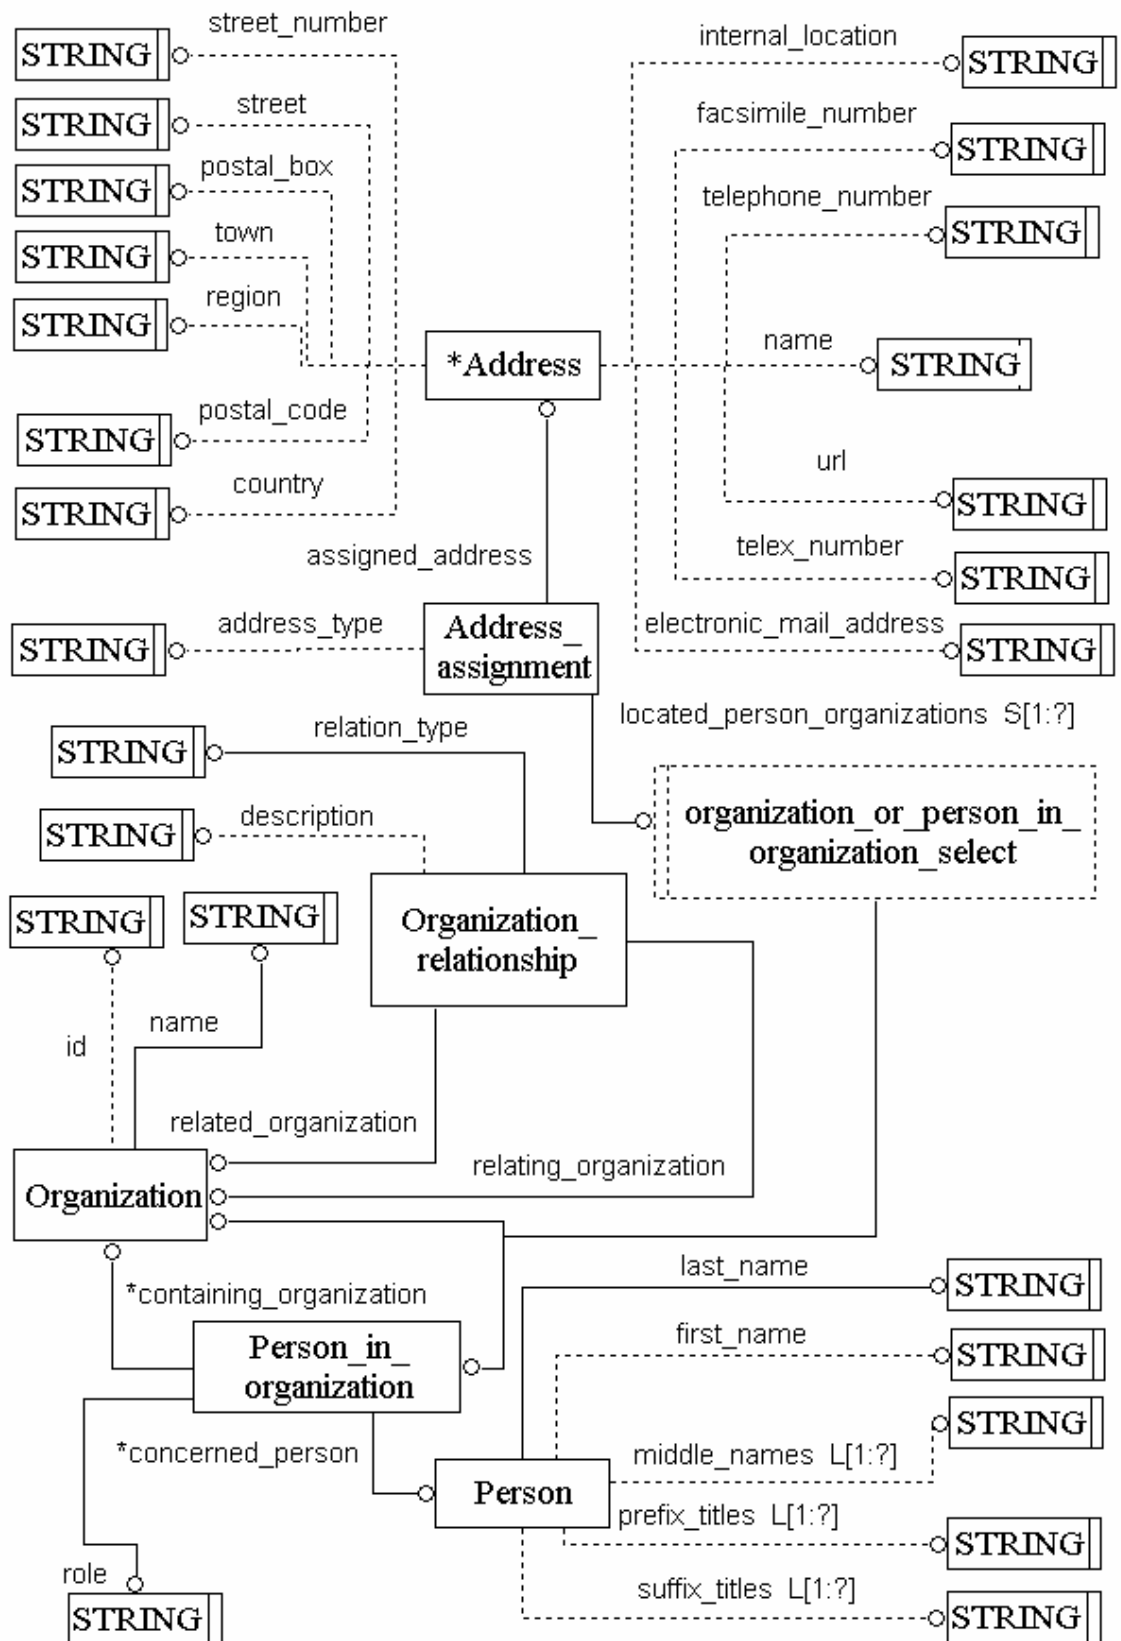 street_number
STRING
internal_location
STRING
street
STRING
facsimile_number
STRING
postal_box
STRING
telephone_number
STRING
town
STRING
region
STRING
*Address
name
STRING
postal_code
STRING
country
STRING
url
STRING
assigned_address
telex_number
STRING
address_type
STRING
Address_
assignment
electronic_mail_address
STRING
located_person_organizations S[1:?]
relation_type
STRING
description
STRING
organization_or_person_in_
organization_select
STRING
STRING
Organization_
relationship
name
id
related_organization
relating_organization
Organization
last_name
STRING
*containing_organization
first_name
STRING
Person_in_
organization
STRING
*concerned_person
middle_names L[1:?]
Person
prefix_titles L[1:?]
STRING
role
suffix_titles L[1:?]
STRING
STRING